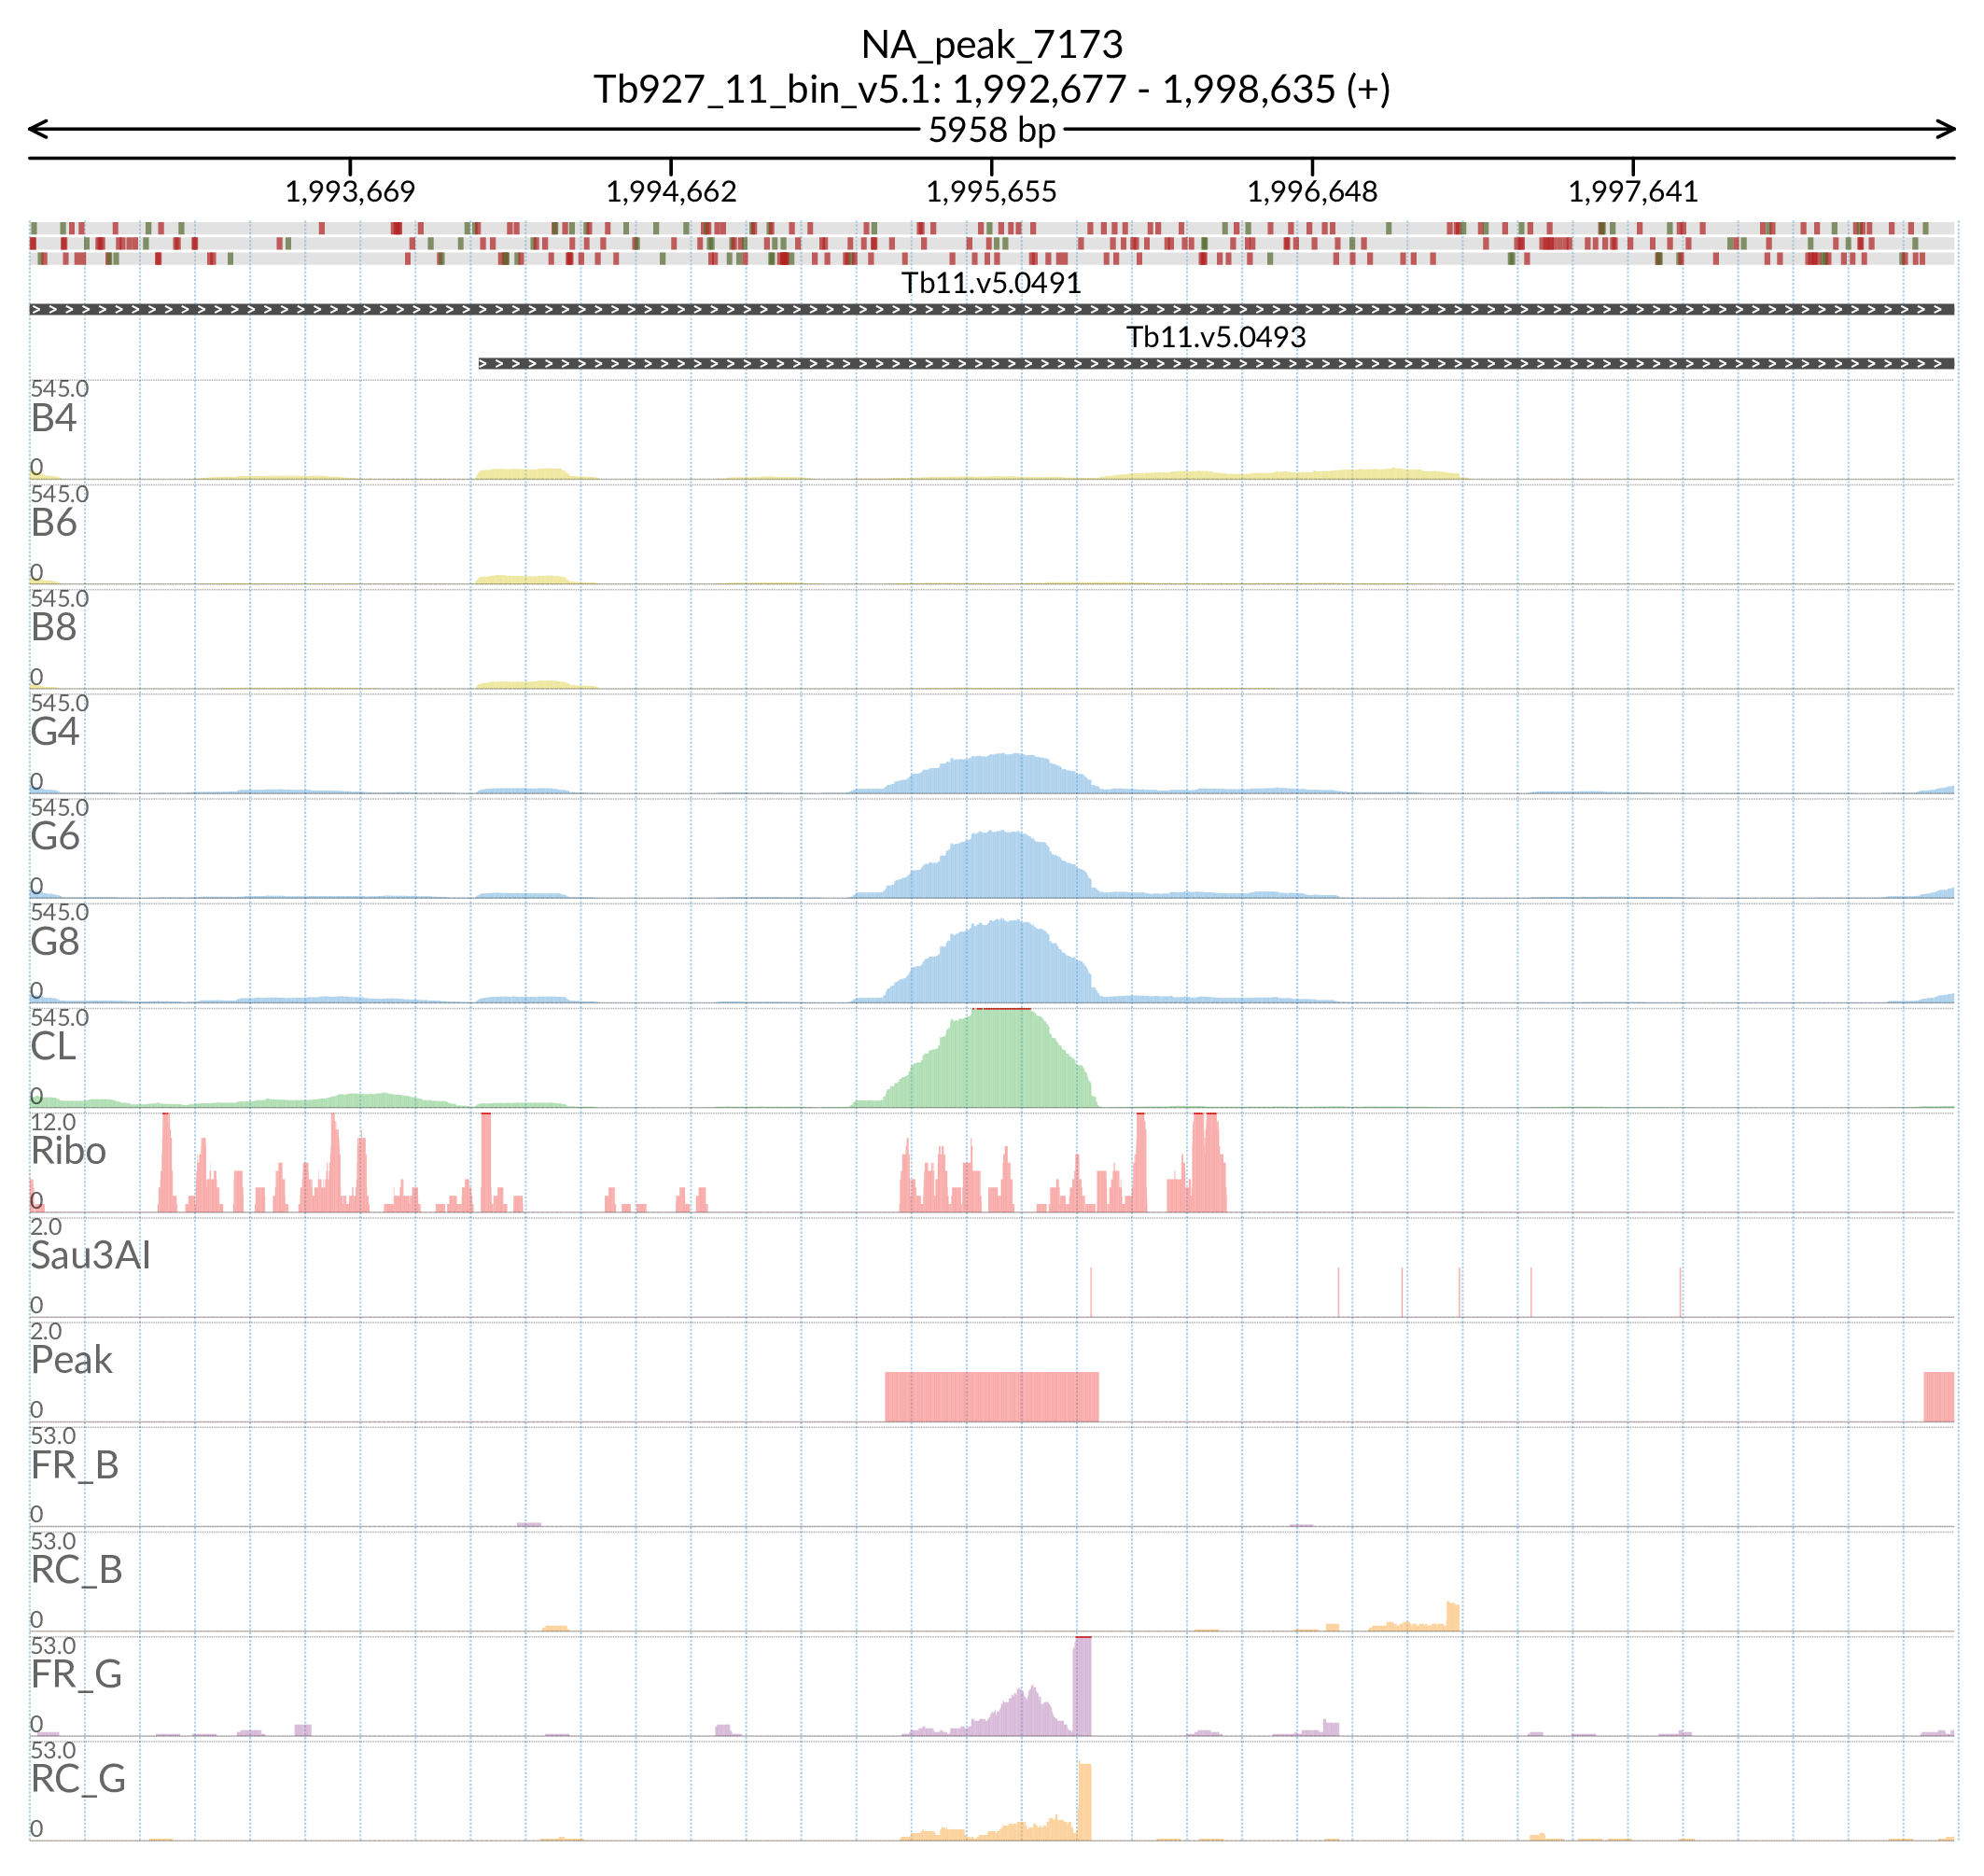 NA_peak_7173
Tb927_11_bin_v5.1: 1,992,677 - 1,998,635 (+)
5958 bp
1,993,669 1,994,662 1,995,655 1,996,648 1,997,641
Tb11.v5.0491
Tb11.v5.0493
545.0
B4
0
545.0
B6
0
545.0
B8
0
545.0
G4
0
545.0
G6
0
545.0
G8
0
545.0
CL
0
12.0
Ribo
0
2.0
Sau3AI
0
2.0
Peak
0
53.0
FR_B
0
53.0
RC_B
0
53.0
FR_G
0
53.0
RC_G
0